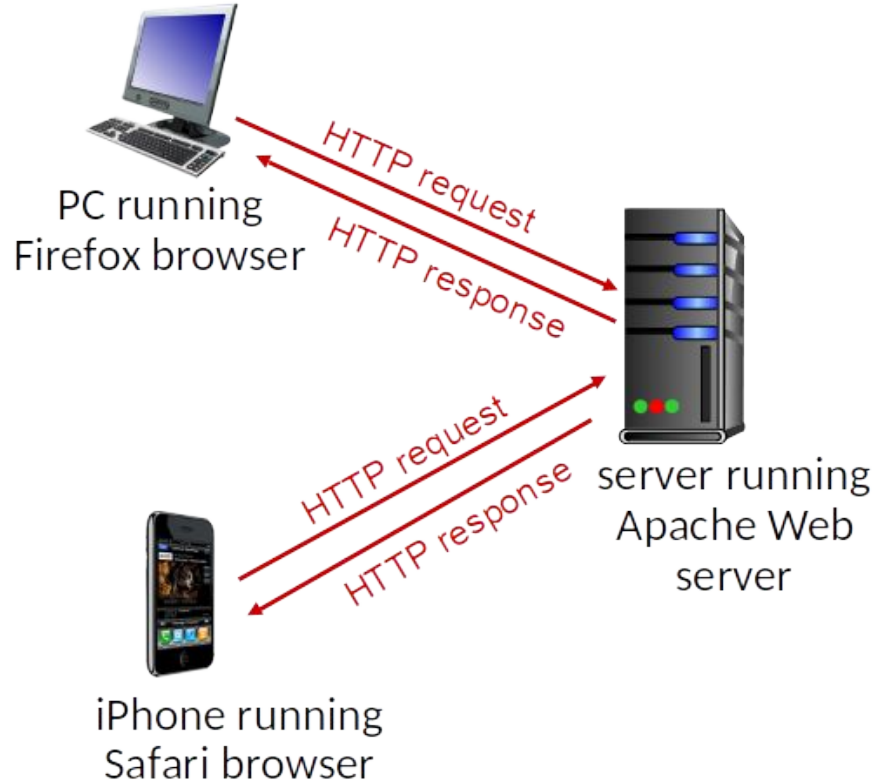 HTTP request
HTTP response
PC running
Firefox browser
HTTP request
HTTP response
server running
Apache Web
server
iPhone running
Safari browser